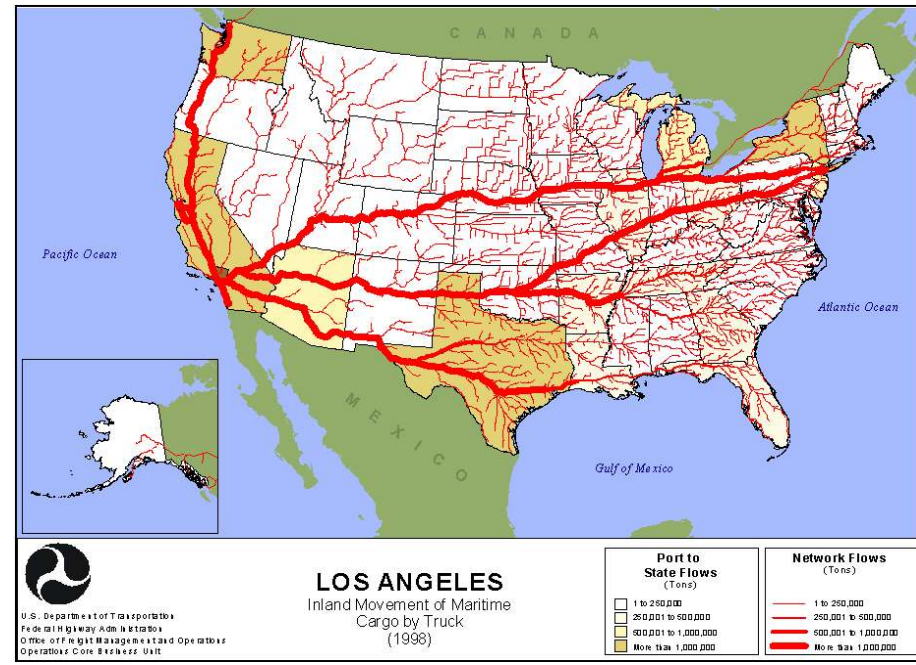 CANADA
Pacific Ocean
Atlantic Ocean
MEXICO
Gulf of Mexico
LOS ANGELES
Inland Movement of Maritime
Cargo by Truck
(1998)
U.S. Department of Transportation
Federal Highway Administration
Office of Freight Management and Operations
Operations Core Business Unit
Port to
State Flows
(Tons)
1 to 250,000
250,001 to 500,000
500,001 to 1,000,000
More than 1,000,000
Network Flows
(Tons)
1 to 250,000
250,001 to 500,000
500,001 to 1,000,000
More than 1,000,000